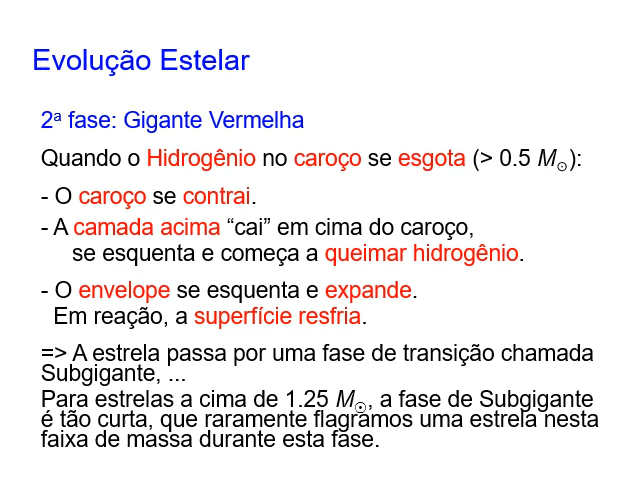 Evolução Estelar
2ª fase: Gigante Vermelha
Quando o Hidrogênio no caroço se esgota (> 0.5 M☉):
- O caroço se contrai.
- A camada acima “cai” em cima do caroço,
se esquenta e começa a queimar hidrogênio.
- O envelope se esquenta e expande.
Em reação, a superfície resfria.
=> A estrela passa por uma fase de transição chamada
Subgigante, ...
Para estrelas a cima de 1.25 M☉, a fase de Subgigante
é tão curta, que raramente flagramos uma estrela nesta
faixa de massa durante esta fase.